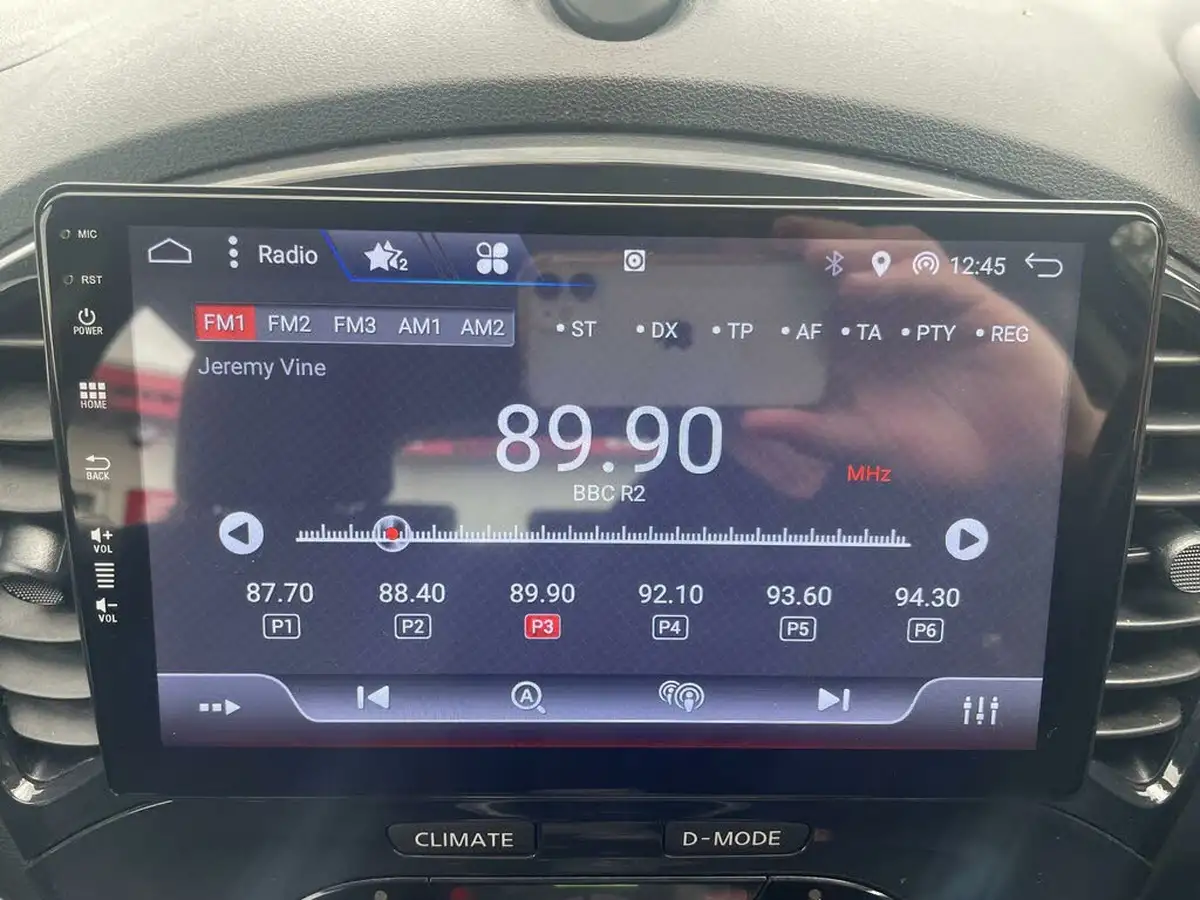 MIC
RST
POWER
HOME
BACK
VOL
VOL
Radio
2
12:45
FM1 FM2 FM3 AM1 AM2
• ST • DX • TP • AF • TA • PTY • REG
Jeremy Vine
89.90
MHz
BBC R2
87.70 88.40 89.90 92.10 93.60 94.30
P1 P2 P3 P4 P5 P6
A
CLIMATE D-MODE